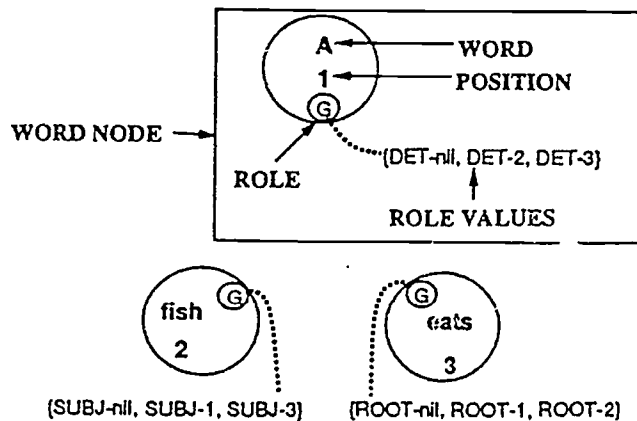 A
WORD
1
POSITION
G
WORD NODE
ROLE
{DET-nil, DET-2, DET-3}
ROLE VALUES
G
G
fish
eats
2
3
{SUBJ-nil, SUBJ-1, SUBJ-3}
{ROOT-nil, ROOT-1, ROOT-2}